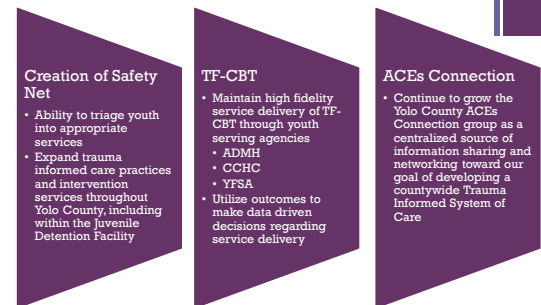 Creation of Safety
Net
• Ability to triage youth
into appropriate
services
• Expand trauma
informed care practices
and intervention
services throughout
Yolo County, including
within the Juvenile
Detention Facility
TF-CBT
• Maintain high fidelity
service delivery of TF-
CBT through youth
serving agencies
• ADMH
• CCHC
• YFSA
• Utilize outcomes to
make data driven
decisions regarding
service delivery
ACEs Connection
• Continue to grow the
Yolo County ACEs
Connection group as a
centralized source of
information sharing and
networking toward our
goal of developing a
countywide Trauma
Informed System of
Care